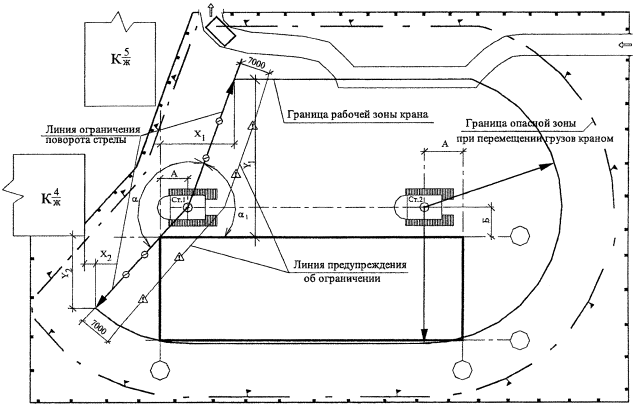 К 5/ж
7000
Граница рабочей зоны крана
Граница опасной зоны
при перемещении грузов краном
Линия ограничения
поворота стрелы
X1
Y1
А
А
К 4/ж
Ст.1
Ст.2
α
α1
Б
X2
Y2
Линия предупреждения
об ограничении
7000